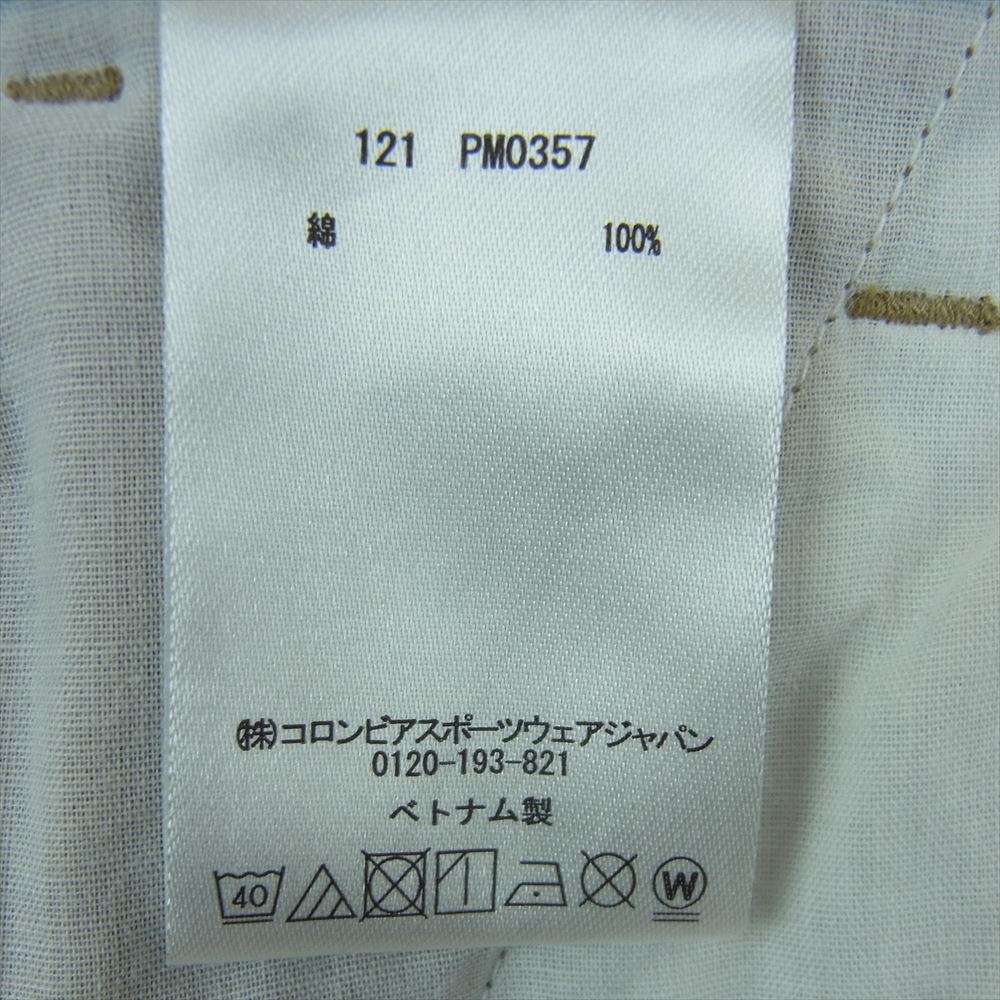 121 PM0357
綿 100%
㈱コロンビアスポーツウェアジャパン
0120-193-821
ベトナム製
40 W